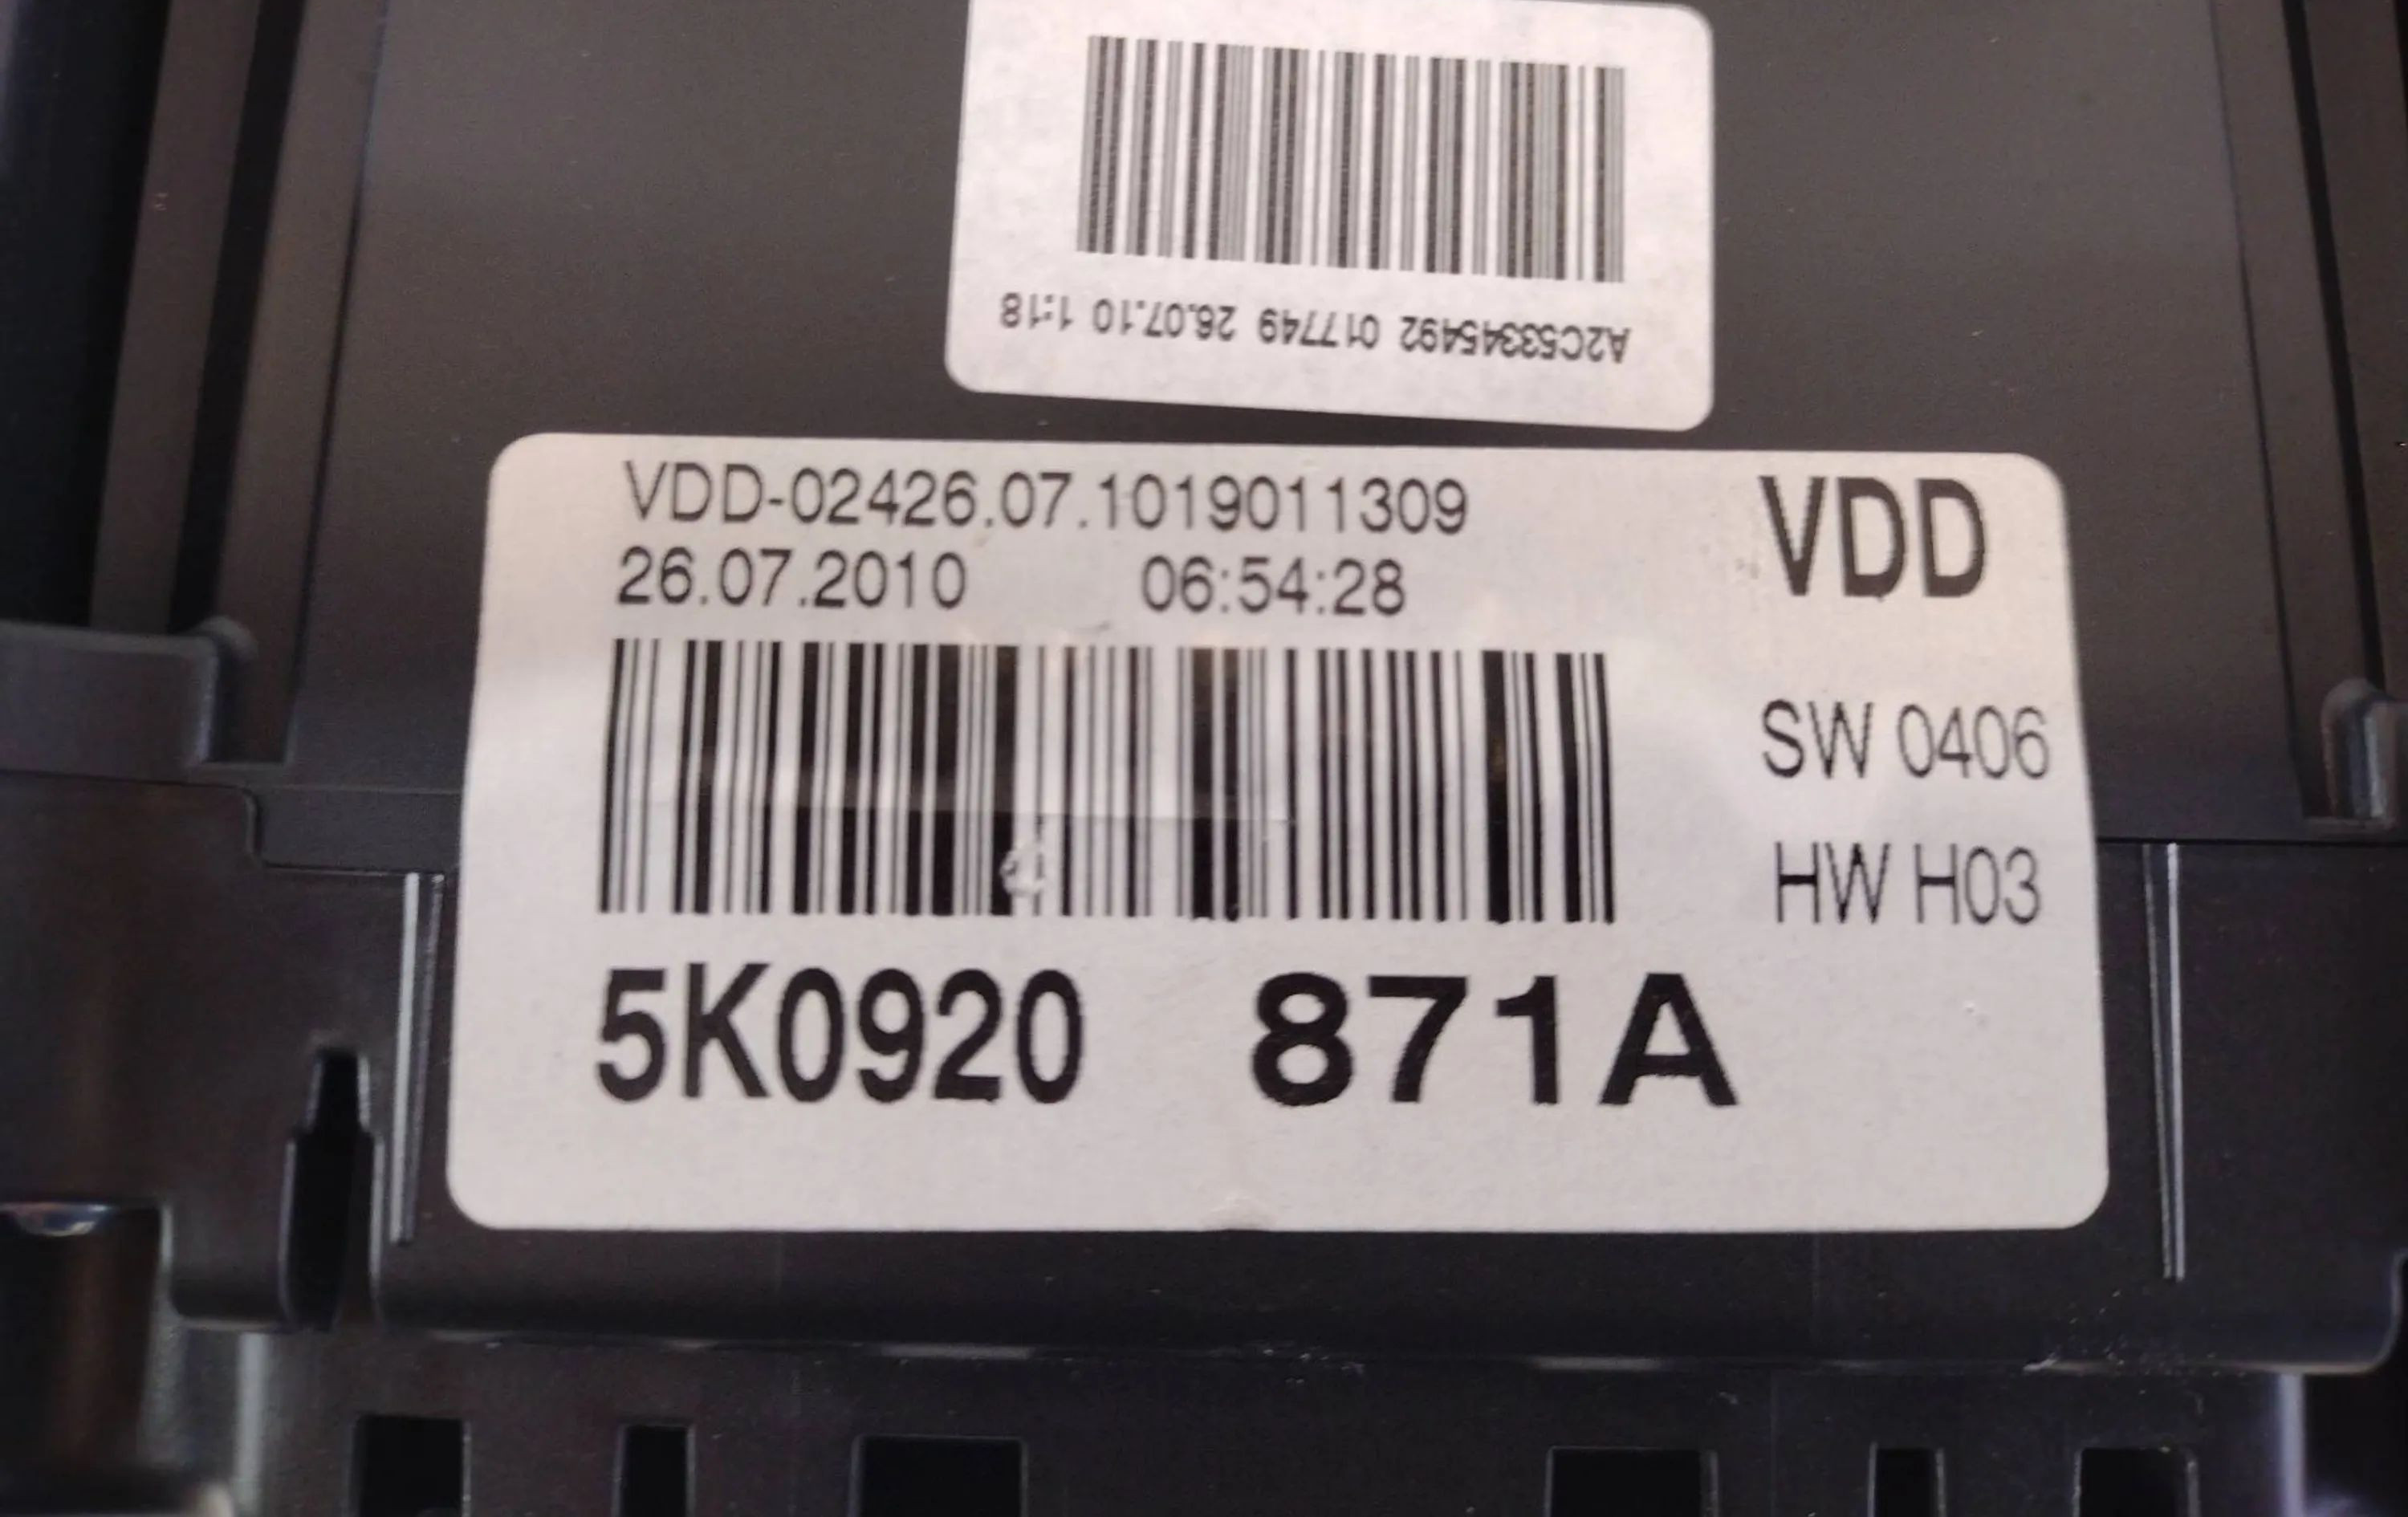 A2C53345492 017749 26.07.10 1:18
VDD-02426.07.1019011309
VDD
26.07.2010 06:54:28
SW 0406
HW H03
5K0920 871A